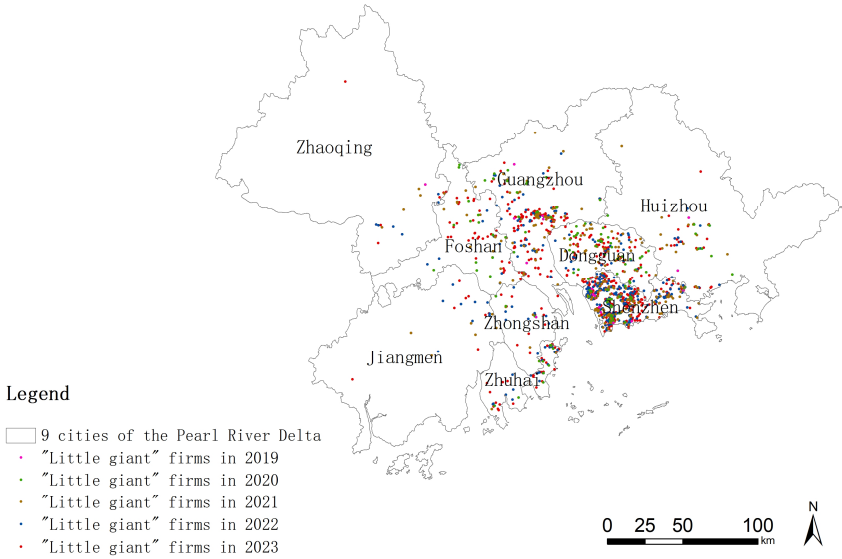 Zhaoqing
Guangzhou
Huizhou
Foshan
Dongguan
Shenzhen
Zhongshan
Jiangmen
Zhuhai
Legend
9 cities of the Pearl River Delta
"Little giant" firms in 2019
"Little giant" firms in 2020
"Little giant" firms in 2021
"Little giant" firms in 2022
"Little giant" firms in 2023
N
0 25 50 100
km